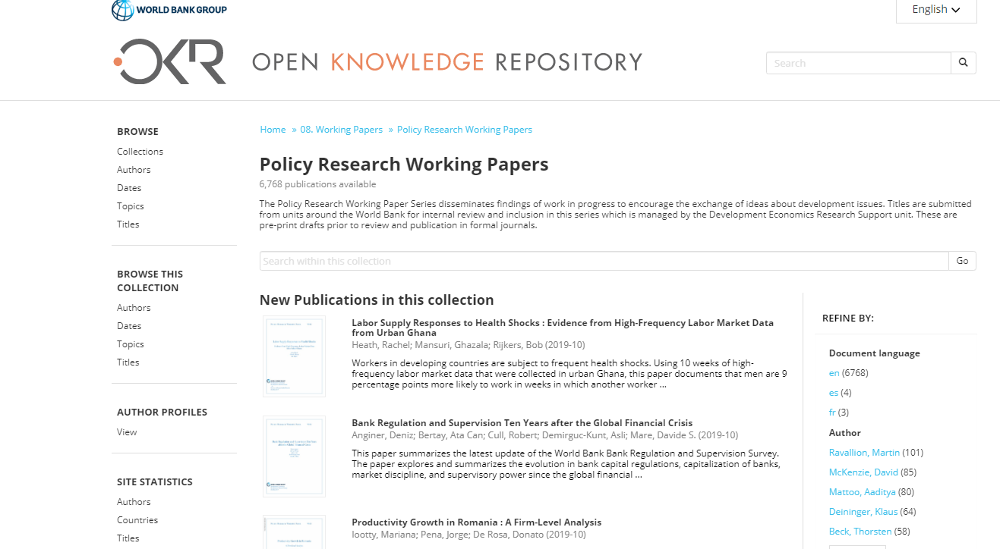 WORLD BANK GROUP
English
OKR
OPEN KNOWLEDGE REPOSITORY
Search
BROWSE
Collections
Authors
Dates
Topics
Titles
BROWSE THIS
COLLECTION
Authors
Dates
Topics
Titles
AUTHOR PROFILES
View
SITE STATISTICS
Authors
Countries
Titles
Home » 08. Working Papers » Policy Research Working Papers
Policy Research Working Papers
6,768 publications available
The Policy Research Working Paper Series disseminates findings of work in progress to encourage the exchange of ideas about development issues. Titles are submitted
from units around the World Bank for internal review and inclusion in this series which is managed by the Development Economics Research Support unit. These are
pre-print drafts prior to review and publication in formal journals.
Search within this collection
Go
New Publications in this collection
Labor Supply Responses to Health Shocks : Evidence from High-Frequency Labor Market Data
from Urban Ghana
Heath, Rachel; Mansuri, Ghazala; Rijkers, Bob (2019-10)
Workers in developing countries are subject to frequent health shocks. Using 10 weeks of high-
frequency labor market data that were collected in urban Ghana, this paper documents that men are 9
percentage points more likely to work in weeks in which another worker ...
Bank Regulation and Supervision Ten Years after the Global Financial Crisis
Anginer, Deniz; Bertay, Ata Can; Cull, Robert; Demirguc-Kunt, Asli; Mare, Davide S. (2019-10)
This paper summarizes the latest update of the World Bank Bank Regulation and Supervision Survey.
The paper explores and summarizes the evolution in bank capital regulations, capitalization of banks,
market discipline, and supervisory power since the global financial ...
Productivity Growth in Romania : A Firm-Level Analysis
Iootty, Mariana; Pena, Jorge; De Rosa, Donato (2019-10)
REFINE BY:
Document language
en (6768)
es (4)
fr (3)
Author
Ravallion, Martin (101)
McKenzie, David (85)
Mattoo, Aaditya (80)
Deininger, Klaus (64)
Beck, Thorsten (58)